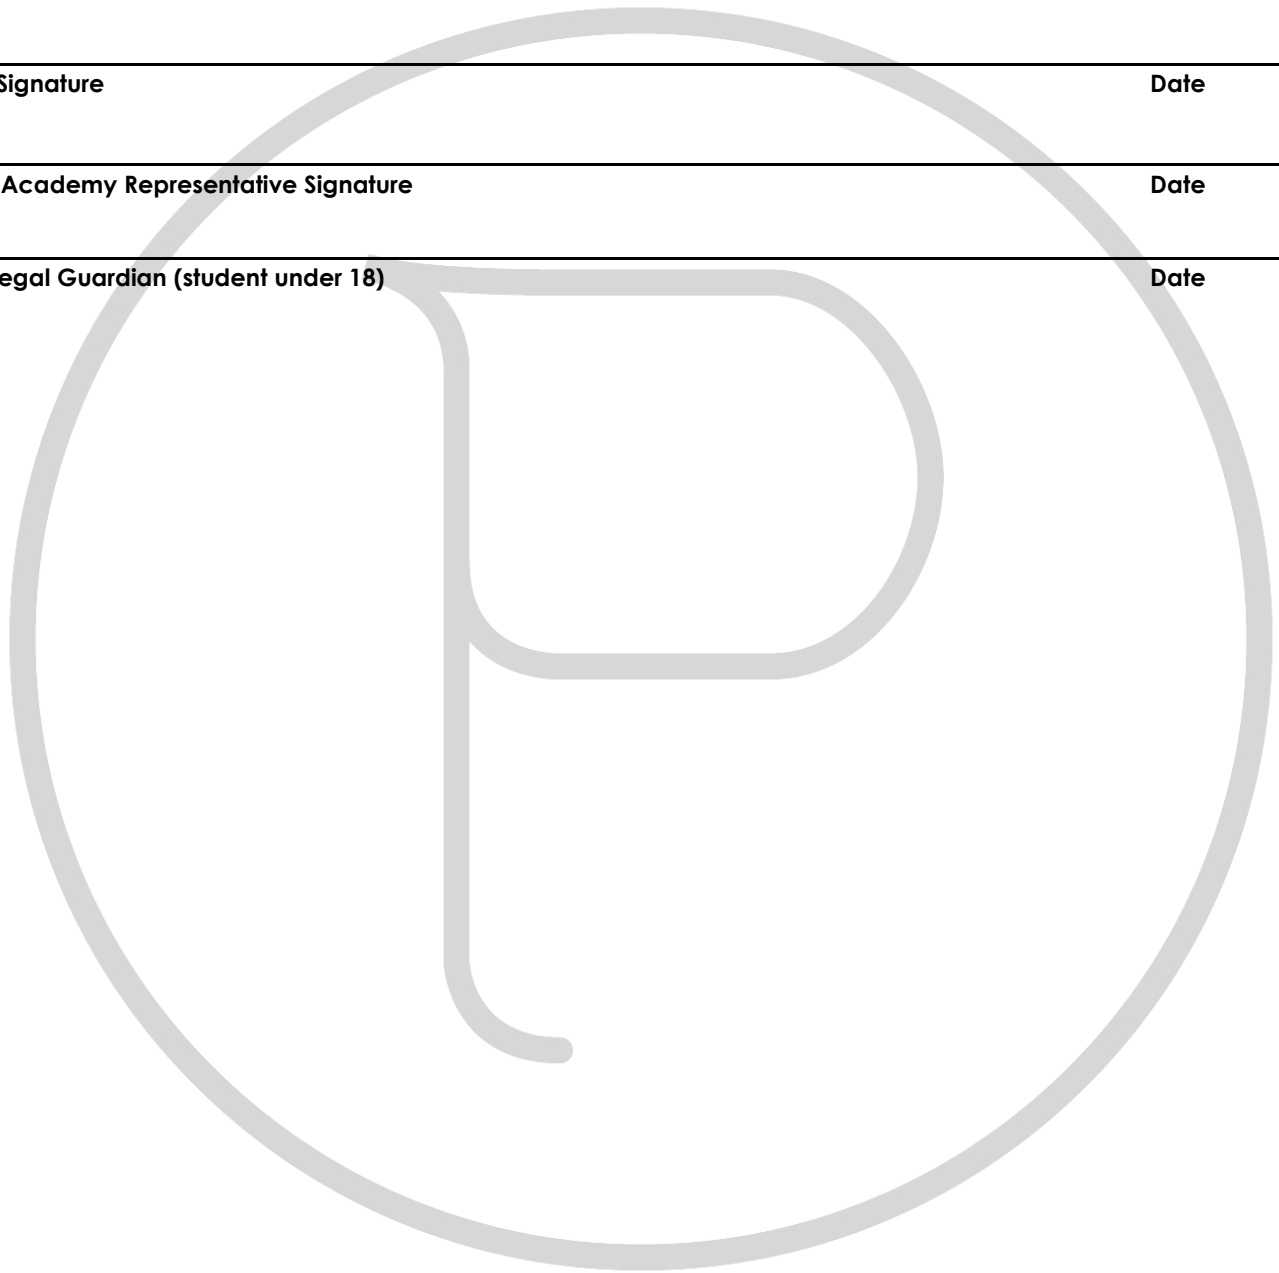 Signature Date
Academy Representative Signature Date
egal Guardian (student under 18) Date
P